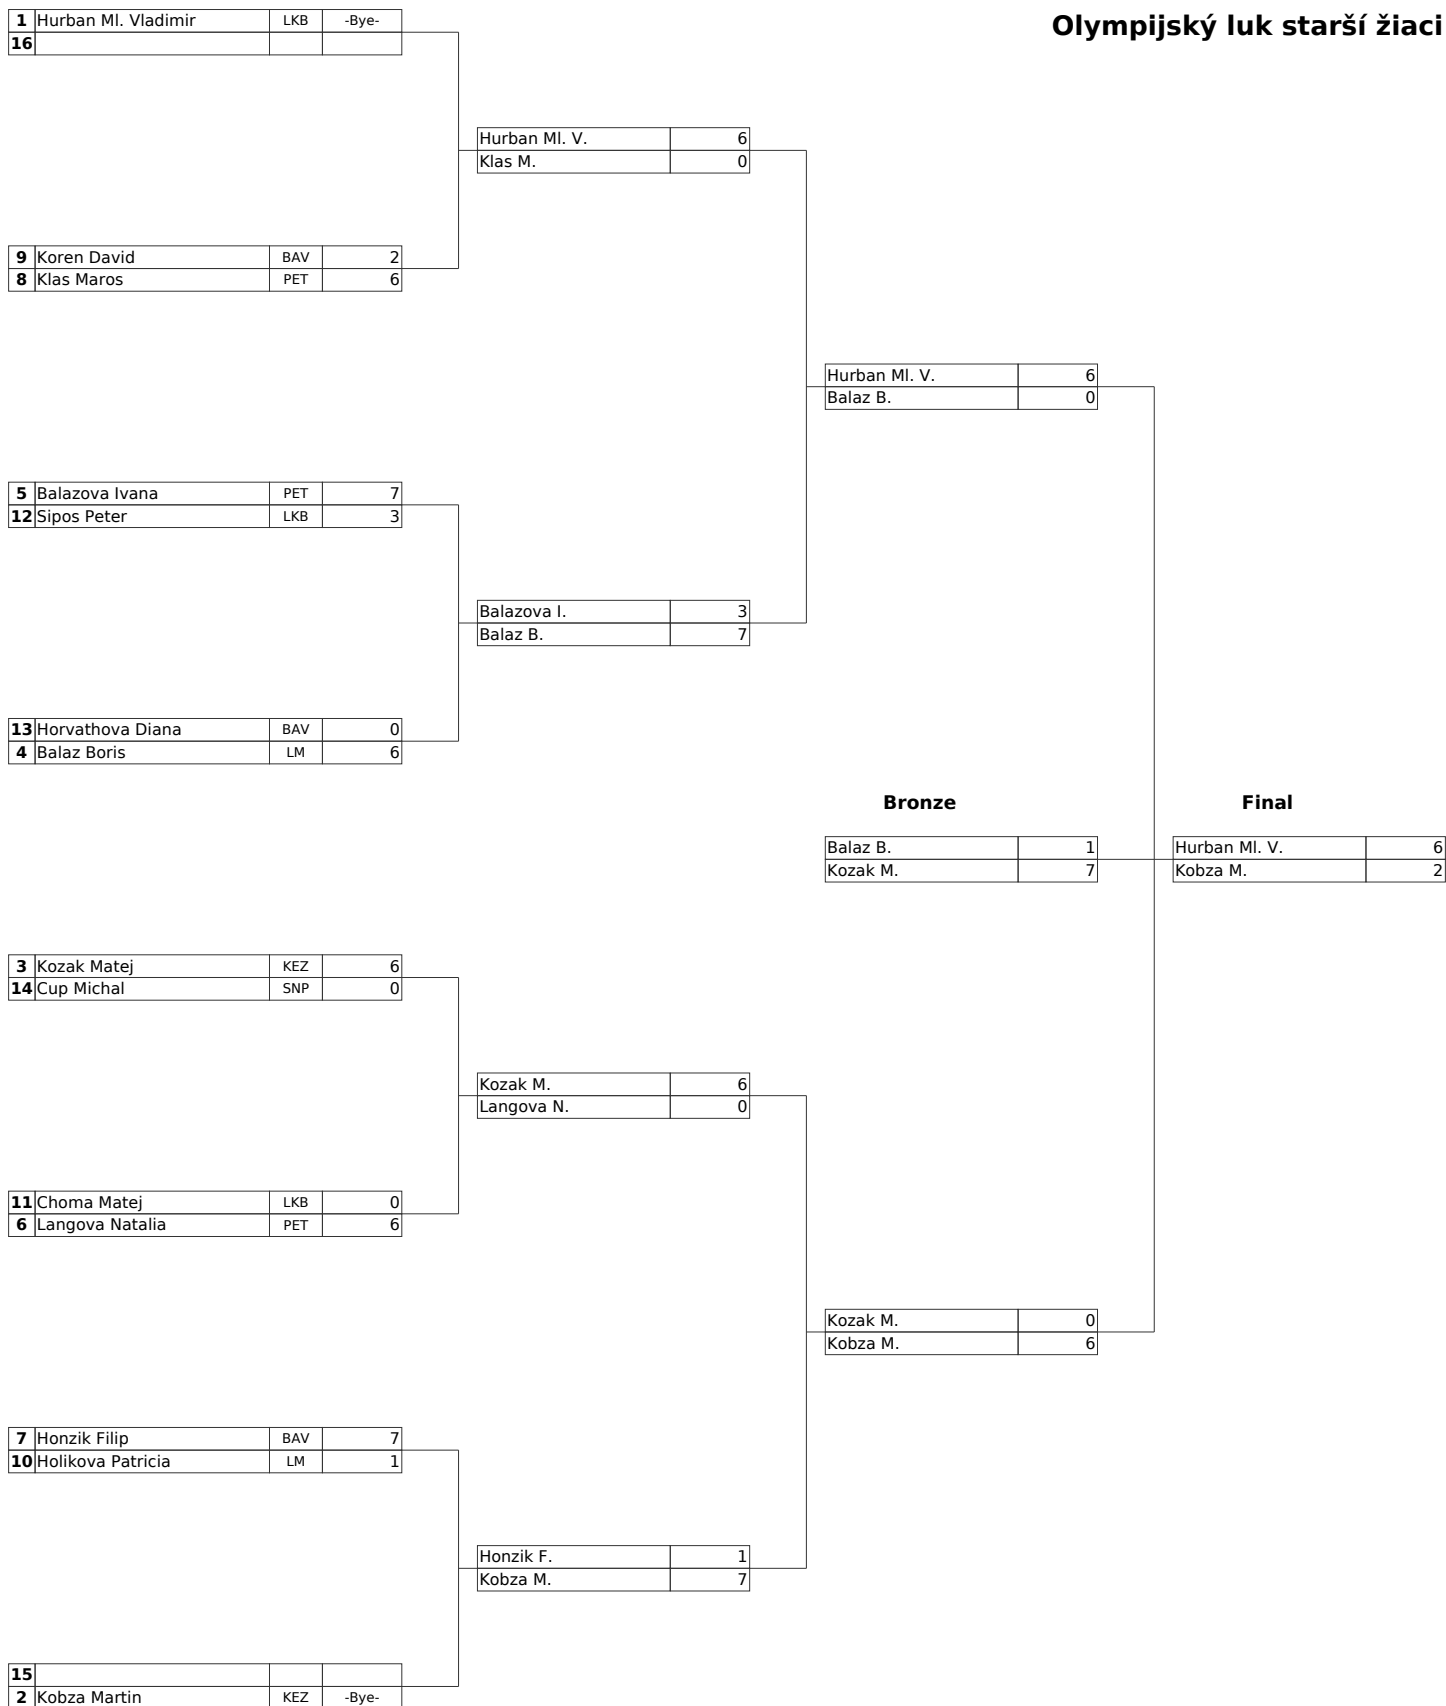 Olympijský luk starší žiaci
1 Hurban Ml. Vladimir LKB -Bye-
16
Hurban Ml. V. 6
Klas M. 0
9 Koren David BAV 2
8 Klas Maros PET 6
Hurban Ml. V. 6
Balaz B. 0
5 Balazova Ivana PET 7
12 Sipos Peter LKB 3
Balazova I. 3
Balaz B. 7
13 Horvathova Diana BAV 0
4 Balaz Boris LM 6
Bronze Final
Balaz B. 1 Hurban Ml. V. 6
Kozak M. 7 Kobza M. 2
3 Kozak Matej KEZ 6
14 Cup Michal SNP 0
Kozak M. 6
Langova N. 0
11 Choma Matej LKB 0
6 Langova Natalia PET 6
Kozak M. 0
Kobza M. 6
7 Honzik Filip BAV 7
10 Holikova Patricia LM 1
Honzik F. 1
Kobza M. 7
15
2 Kobza Martin KEZ -Bye-